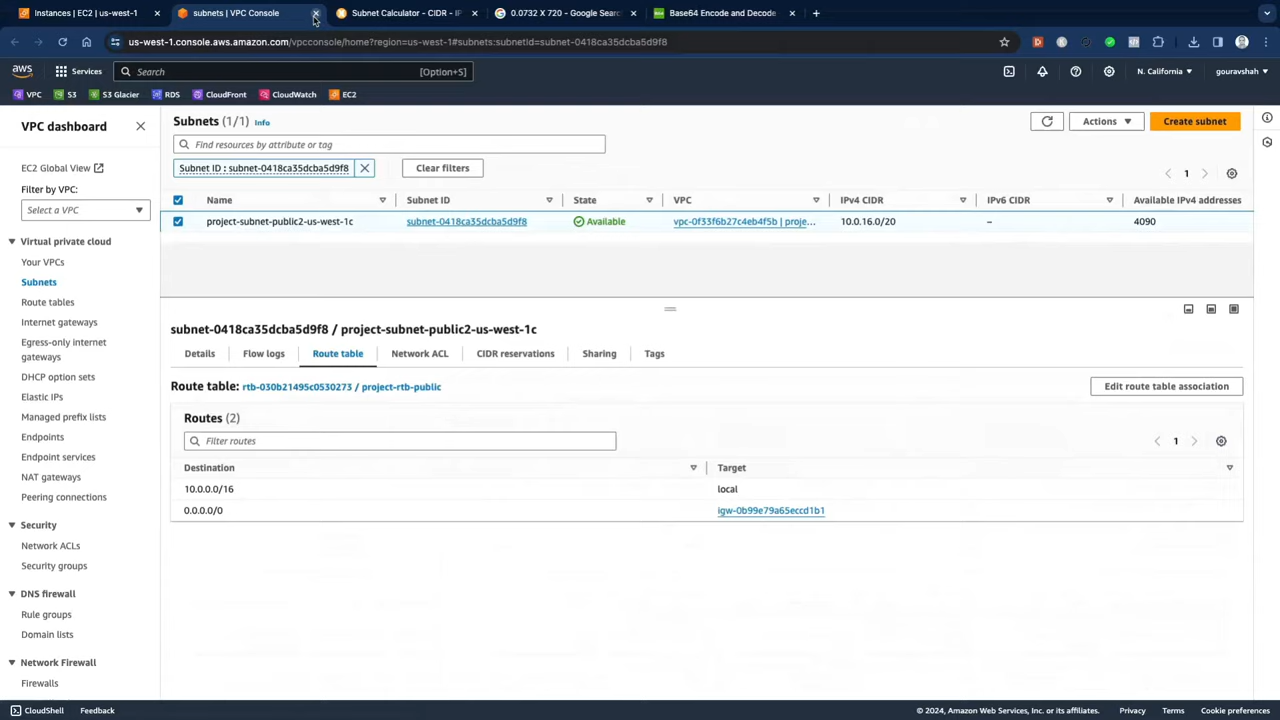 Instances | EC2 | us-west-1
subnets | VPC Console
Subnet Calculator - CIDR - IP
0.0732 X 720 - Google Searc
Base64 Encode and Decode
us-west-1.console.aws.amazon.com/vpcconsole/home?region=us-west-1#subnets:subnetId=subnet-0418ca35dcba5d9f8
aws
Services
Search
[Option+S]
N. California
gouravshah
VPC
S3
S3 Glacier
RDS
CloudFront
CloudWatch
EC2
VPC dashboard
EC2 Global View
Filter by VPC:
Select a VPC
Virtual private cloud
Your VPCs
Subnets
Route tables
Internet gateways
Egress-only internet
gateways
DHCP option sets
Elastic IPs
Managed prefix lists
Endpoints
Endpoint services
NAT gateways
Peering connections
Security
Network ACLs
Security groups
DNS firewall
Rule groups
Domain lists
Network Firewall
Firewalls
Subnets (1/1) Info
Actions
Create subnet
Find resources by attribute or tag
Subnet ID : subnet-0418ca35dcba5d9f8
Clear filters
1
Name
Subnet ID
State
VPC
IPv4 CIDR
IPv6 CIDR
Available IPv4 addresses
project-subnet-public2-us-west-1c
subnet-0418ca35dcba5d9f8
Available
vpc-0f33f6b27c4eb4f5b | proje...
10.0.16.0/20
–
4090
subnet-0418ca35dcba5d9f8 / project-subnet-public2-us-west-1c
Details
Flow logs
Route table
Network ACL
CIDR reservations
Sharing
Tags
Route table: rtb-030b21495c0530273 / project-rtb-public
Edit route table association
Routes (2)
Filter routes
1
Destination
Target
10.0.0.0/16
local
0.0.0.0/0
igw-0b99e79a65eccd1b1
CloudShell
Feedback
© 2024, Amazon Web Services, Inc. or its affiliates.
Privacy
Terms
Cookie preferences